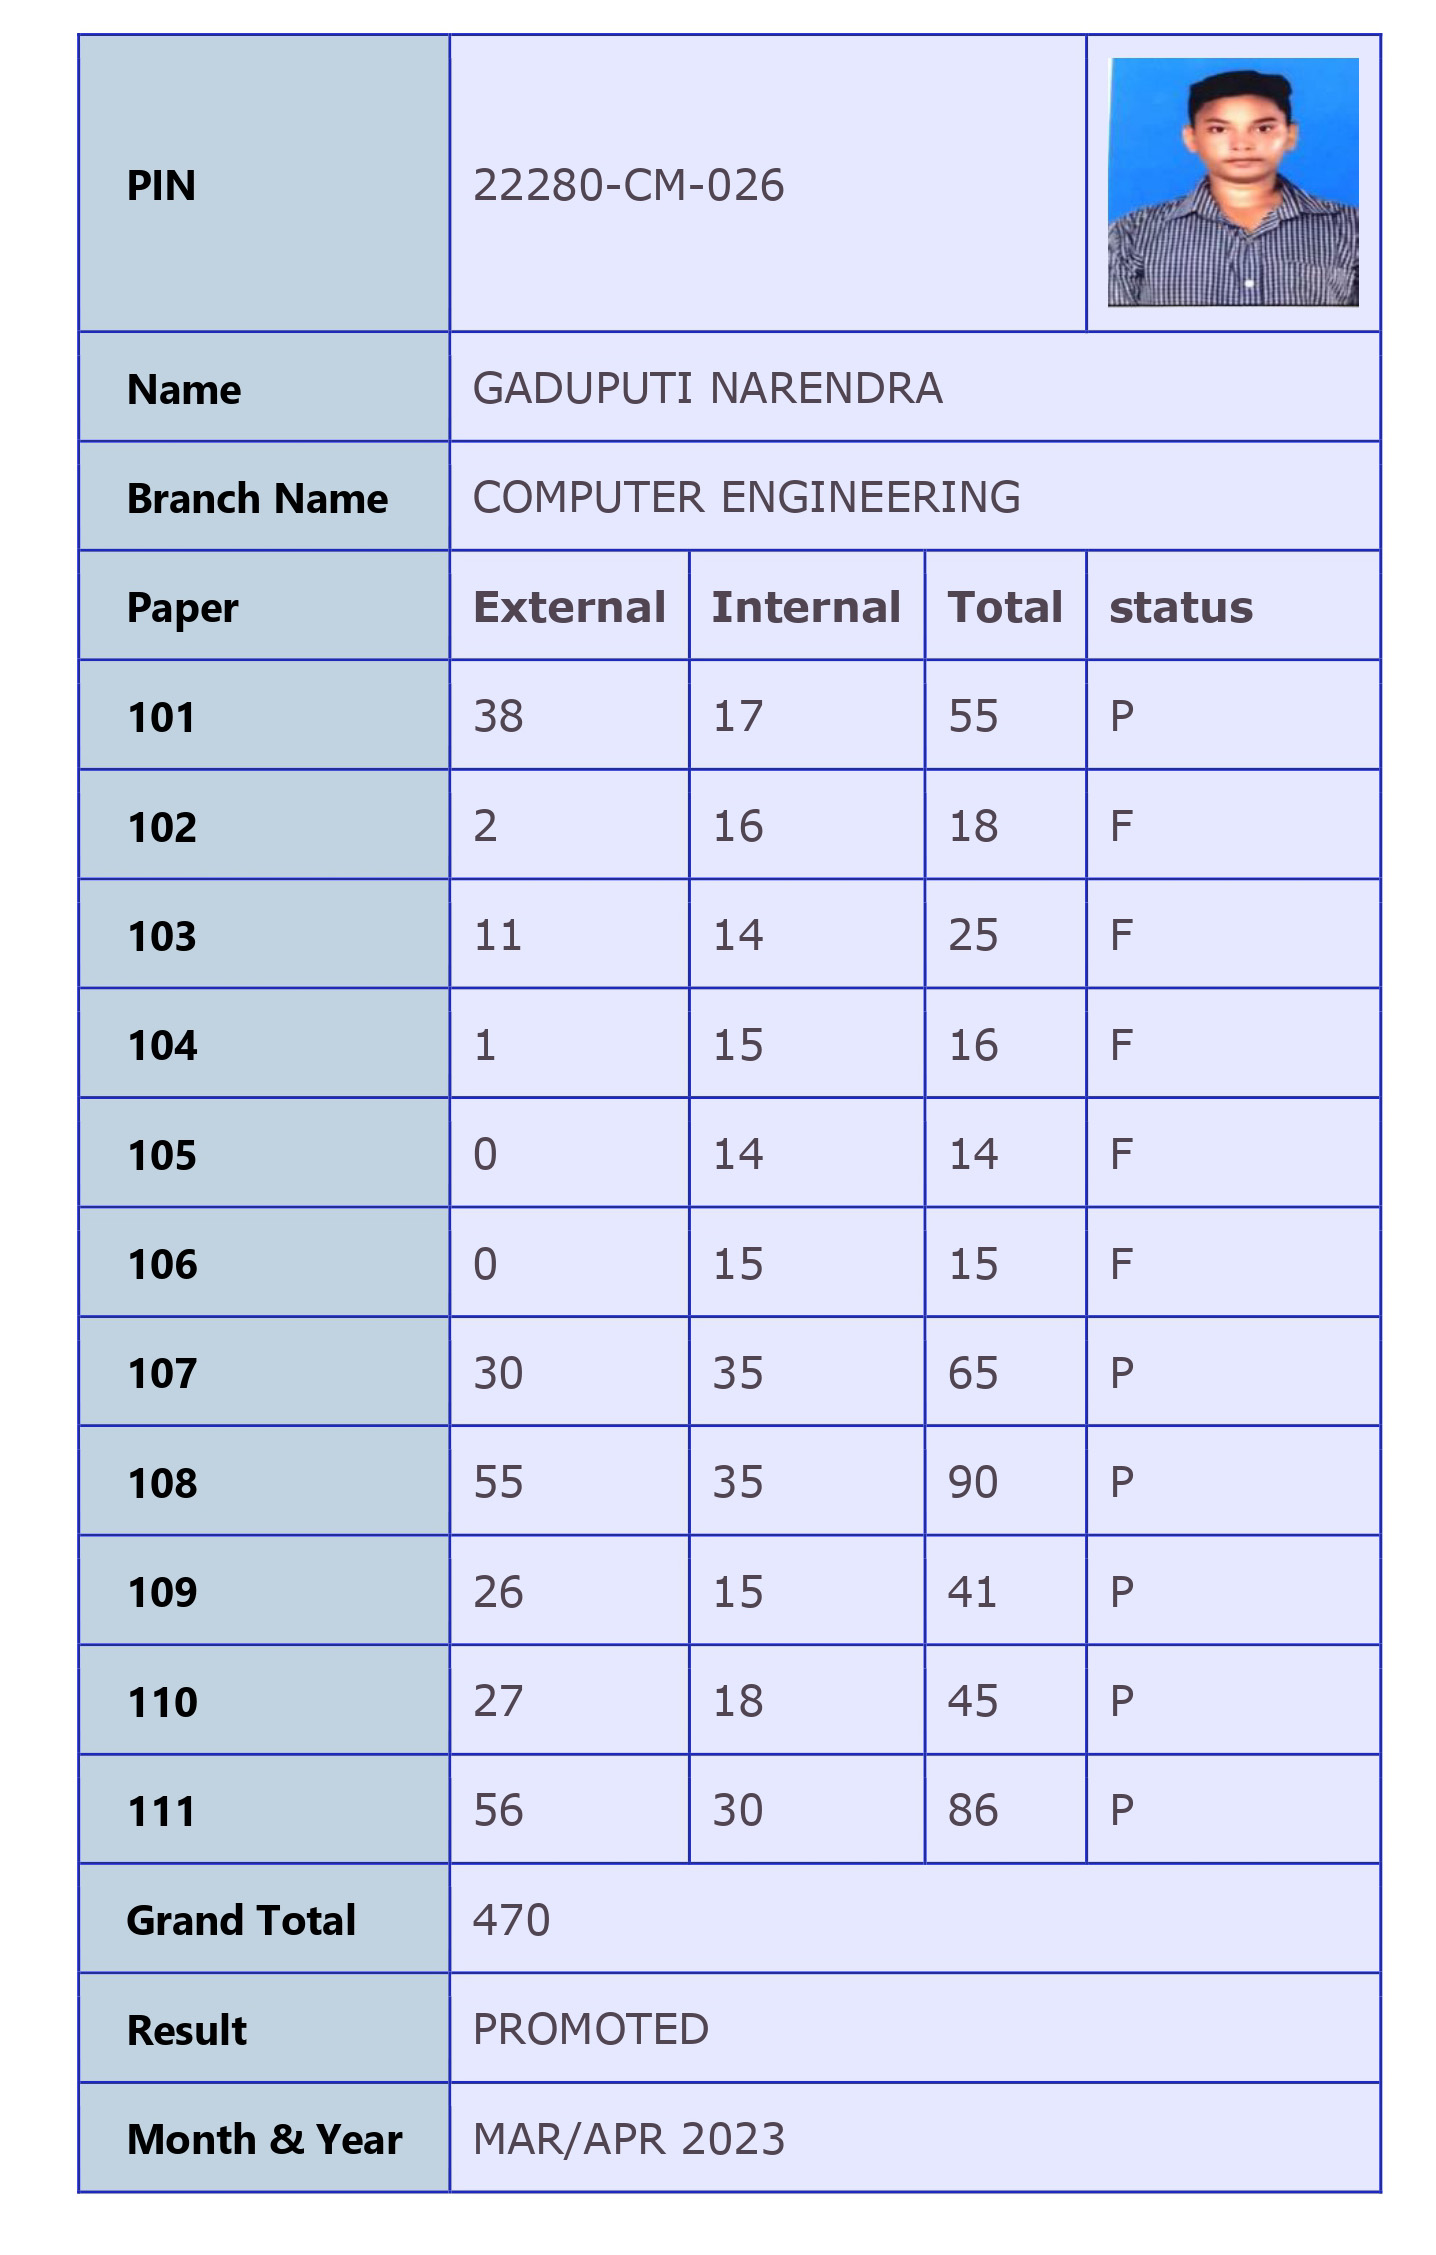 PIN 22280-CM-026
Name GADUPUTI NARENDRA
Branch Name COMPUTER ENGINEERING
Paper External Internal Total status
101 38 17 55 P
102 2 16 18 F
103 11 14 25 F
104 1 15 16 F
105 0 14 14 F
106 0 15 15 F
107 30 35 65 P
108 55 35 90 P
109 26 15 41 P
110 27 18 45 P
111 56 30 86 P
Grand Total 470
Result PROMOTED
Month & Year MAR/APR 2023